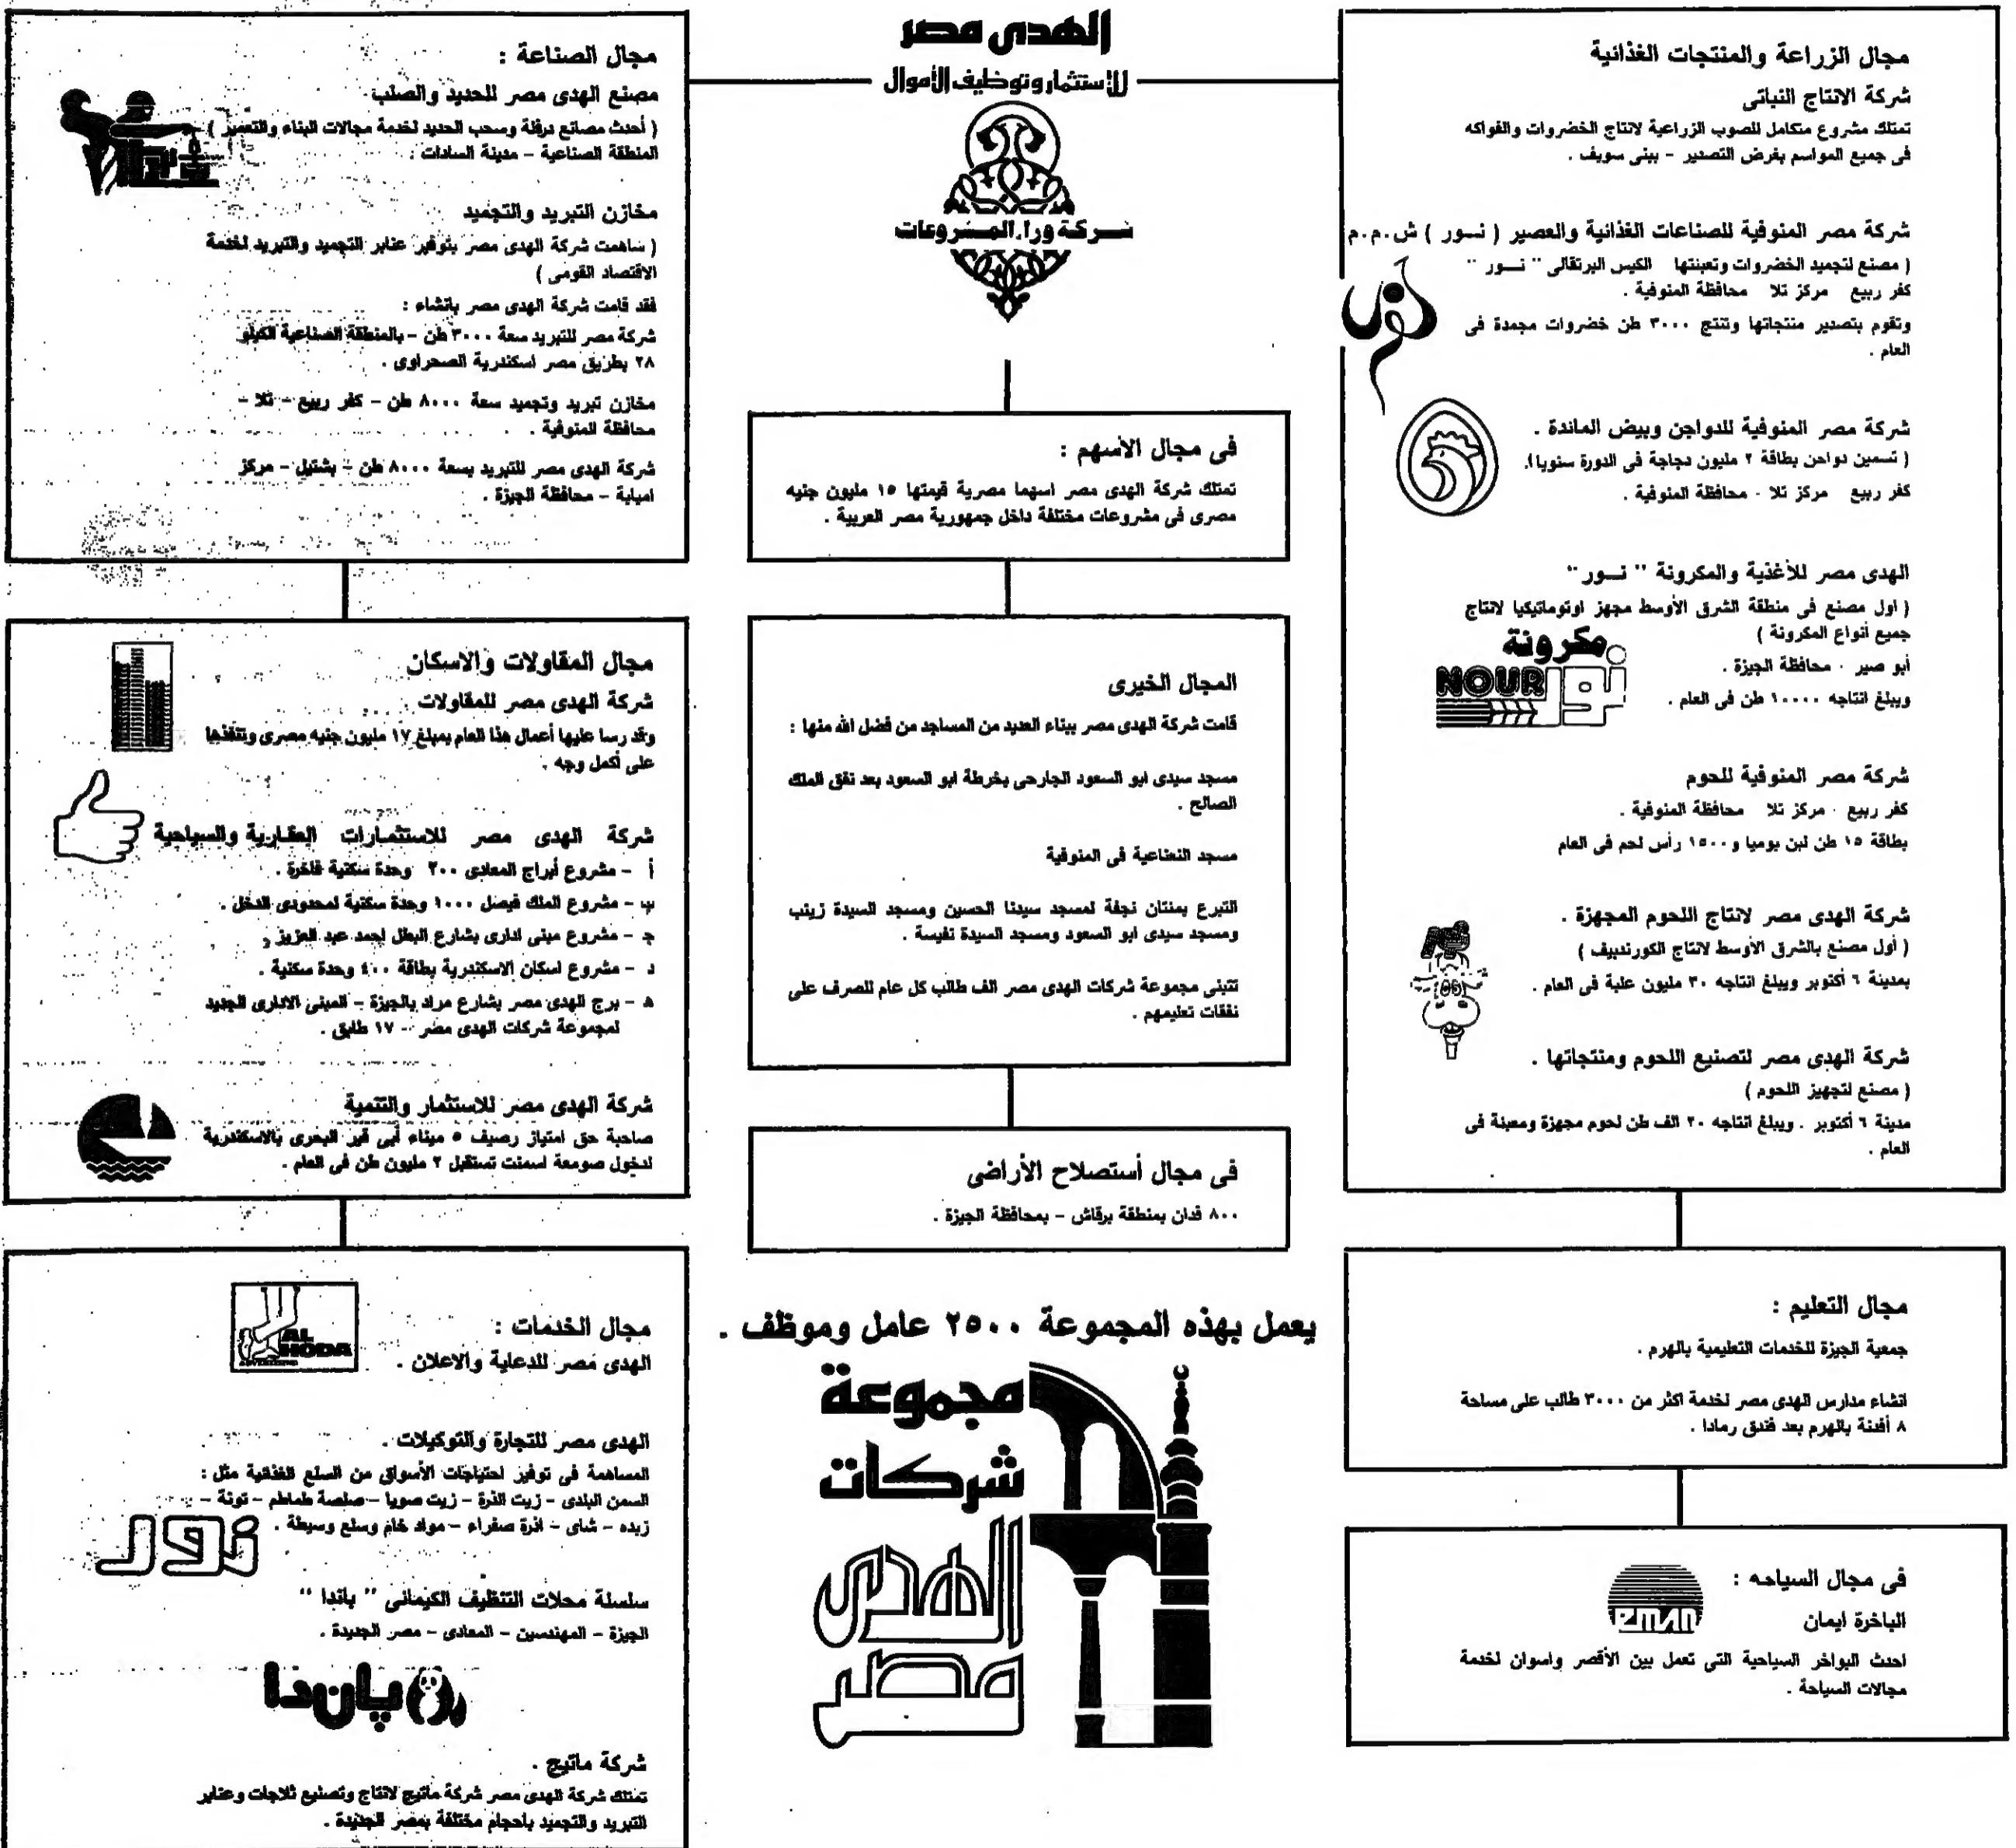 الهدى مصر
للإستثمار وتوظيف الأموال
شركة وراء المشروعات
مجال الزراعة والمنتجات الغذائية
شركة الانتاج النباتى
تمتلك مشروع متكامل للصوب الزراعية لانتاج الخضروات والفواكه
فى جميع المواسم بغرض التصدير - ببنى سويف .
شركة مصر المنوفية للصناعات الغذائية والعصير ( نــور ) ش.م.م
( مصنع لتجميد الخضروات وتعبئتها الكيس البرتقالى " نــور "
كفر ربيع مركز تلا محافظة المنوفية .
وتقوم بتصدير منتجاتها وتنتج ٣٠٠٠ طن خضروات مجمدة فى
العام .
نور
شركة مصر المنوفية للدواجن وبيض المائدة .
( تسمين دواجن بطاقة ٢ مليون دجاجة فى الدورة سنويا ).
كفر ربيع مركز تلا - محافظة المنوفية .
الهدى مصر للأغذية والمكرونة " نــور "
( اول مصنع فى منطقة الشرق الأوسط مجهز اوتوماتيكيا لانتاج
جميع أنواع المكرونة )
أبو صير - محافظة الجيزة .
ويبلغ انتاجه ١٠٠٠٠ طن فى العام .
مكرونة
NOUR نور
شركة مصر المنوفية للحوم
كفر ربيع - مركز تلا محافظة المنوفية .
بطاقة ١٥ طن لبن يوميا و ١٥٠٠ رأس لحم فى العام
شركة الهدى مصر لانتاج اللحوم المجهزة .
( أول مصنع بالشرق الأوسط لانتاج الكورندبيف )
بمدينة ٦ أكتوبر ويبلغ انتاجه ٣٠ مليون علبة فى العام .
شركة الهدى مصر لتصنيع اللحوم ومنتجاتها .
( مصنع لتجهيز اللحوم )
مدينة ٦ أكتوبر . ويبلغ انتاجه ٢٠ الف طن لحوم مجهزة ومعبئة فى
العام .
مجال التعليم :
جمعية الجيزة للخدمات التعليمية بالهرم .
انشاء مدارس الهدى مصر لخدمة اكثر من ٣٠٠٠ طالب على مساحة
٨ أفدنة بالهرم بعد فندق رمادا .
فى مجال السياحه :
الباخرة ايمان
احدث البواخر السياحية التى تعمل بين الأقصر واسوان لخدمة
مجالات السياحة .
eman
فى مجال الأسهم :
تمتلك شركة الهدى مصر اسهما مصرية قيمتها ١٥ مليون جنيه
مصرى فى مشروعات مختلفة داخل جمهورية مصر العربية .
المجال الخيرى
قامت شركة الهدى مصر ببناء العديد من المساجد من فضل الله منها :
مسجد سيدى ابو السعود الجارحى بخرطة ابو السعود بعد نفق الملك
الصالح .
مسجد النعناعية فى المنوفية
التبرع بمئتان نجفة لمسجد سيدنا الحسين ومسجد السيدة زينب
ومسجد سيدى ابو السعود ومسجد السيدة نفيسة .
تتبنى مجموعة شركات الهدى مصر الف طالب كل عام للصرف على
نفقات تعليمهم .
فى مجال أستصلاح الأراضى
٨٠٠ فدان بمنطقة برقاش - بمحافظة الجيزة .
يعمل بهذه المجموعة ٢٥٠٠ عامل وموظف .
مجموعة
شركات
الهدى
مصر
مجال الصناعة :
مصنع الهدى مصر للحديد والصلب
( أحدث مصانع درفلة وسحب الحديد لخدمة مجالات البناء والتعمير )
المنطقة الصناعية - مدينة السادات .
مخازن التبريد والتجميد
( ساهمت شركة الهدى مصر بتوفير عنابر التجميد والتبريد لخدمة
الاقتصاد القومى )
فقد قامت شركة الهدى مصر بانشاء :
شركة مصر للتبريد سعة ٣٠٠٠ طن - بالمنطقة الصناعية الكيلو
٢٨ بطريق مصر اسكندرية الصحراوى .
مخازن تبريد وتجميد سعة ٨٠٠٠ طن - كفر ربيع - تلا -
محافظة المنوفية .
شركة الهدى مصر للتبريد بسعة ٨٠٠٠ طن - بشتيل - مركز
امبابة - محافظة الجيزة .
مجال المقاولات والاسكان
شركة الهدى مصر للمقاولات .
وقد رسا عليها أعمال هذا العام بمبلغ ١٧ مليون جنيه مصرى وتنفذها
على أكمل وجه .
شركة الهدى مصر للاستثمارات العقارية والسياحية
أ - مشروع أبراج المعادى ٢٠٠ وحدة سكنية فاخرة .
ب - مشروع الملك فيصل ١٠٠٠ وحدة سكنية لمحدودى الدخل .
ج - مشروع مبنى ادارى بشارع البطل احمد عبد العزيز .
د - مشروع اسكان الاسكندرية بطاقة ٤٠٠ وحدة سكنية .
هـ - برج الهدى مصر بشارع مراد بالجيزة - المبنى الادارى الجديد
لمجموعة شركات الهدى مصر - ١٧ طابق .
شركة الهدى مصر للاستثمار والتنمية
صاحبة حق امتياز رصيف ٥ ميناء أبى قير البحرى بالاسكندرية
لدخول صومعة اسمنت تستقبل ٢ مليون طن فى العام .
مجال الخدمات :
الهدى مصر للدعاية والاعلان .
AL
HODA
ADVERTISING
الهدى مصر للتجارة والتوكيلات .
المساهمة فى توفير احتياجات الأسواق من السلع الغذائية مثل :
السمن البلدى - زيت الذرة - زيت صويا - صلصة طماطم - تونة -
زبده - شاى - اذرة صفراء - مواد خام وسلع وسيطة .
نور
سلسلة محلات التنظيف الكيمائى " باندا "
الجيزة - المهندسين - المعادى - مصر الجديدة .
پاندا
شركة ماتيج .
تمتلك شركة الهدى مصر شركة ماتيج لانتاج وتصنيع ثلاجات وعنابر
التبريد والتجميد باحجام مختلفة بمصر الجديدة .